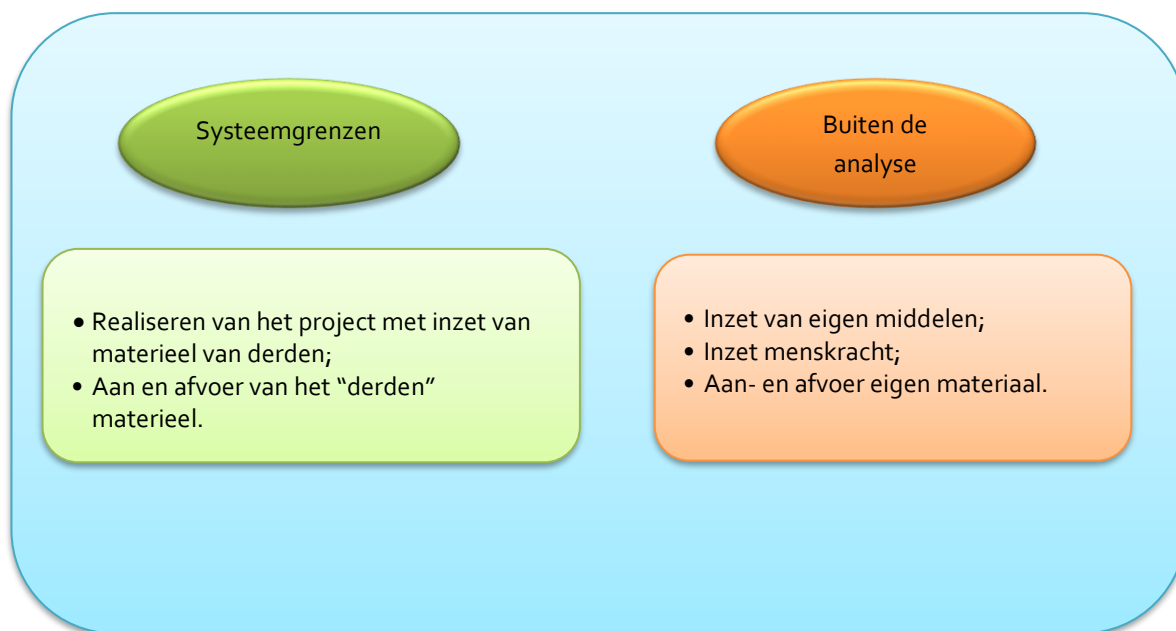 Systeemgrenzen
Buiten de
analyse
• Realiseren van het project met inzet van
materieel van derden;
• Aan en afvoer van het “derden”
materieel.
• Inzet van eigen middelen;
• Inzet menskracht;
• Aan- en afvoer eigen materiaal.